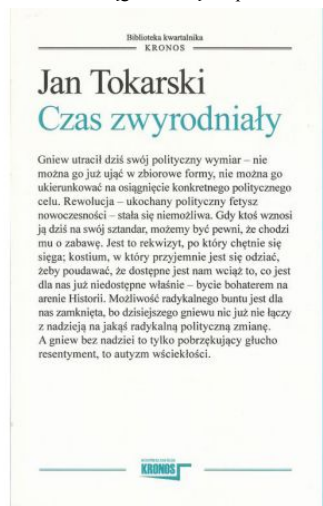 Biblioteka kwartalnika
KRONOS
Jan Tokarski
Czas zwyrodniały
Gniew utracił dziś swój polityczny wymiar – nie
można go już ująć w zbiorowe formy, nie można go
ukierunkować na osiągnięcie konkretnego politycznego
celu. Rewolucja – ukochany polityczny fetysz
nowoczesności – stała się niemożliwa. Gdy ktoś wznosi
ją dziś na swój sztandar, możemy być pewni, że chodzi
mu o zabawę. Jest to rekwizyt, po który chętnie się
sięga; kostium, w który przyjemnie jest się odziać,
żeby poudawać, że dostępne jest nam wciąż to, co jest
dla nas już niedostępne właśnie – bycie bohaterem na
arenie Historii. Możliwość radykalnego buntu jest dla
nas zamknięta, bo dzisiejszego gniewu nic już nie łączy
z nadzieją na jakąś radykalną polityczną zmianę.
A gniew bez nadziei to tylko pobrzękujący głucho
resentyment, to autyzm wściekłości.
KRONOS